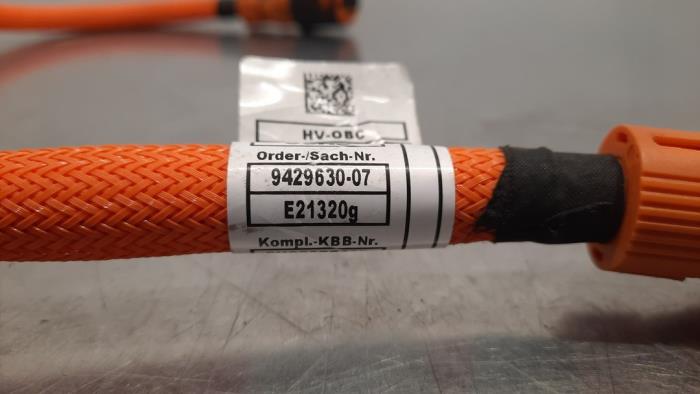 HV-OBC
Order-/Sach-Nr.
9429630-07
E21320g
Kompl.-KBB-Nr.